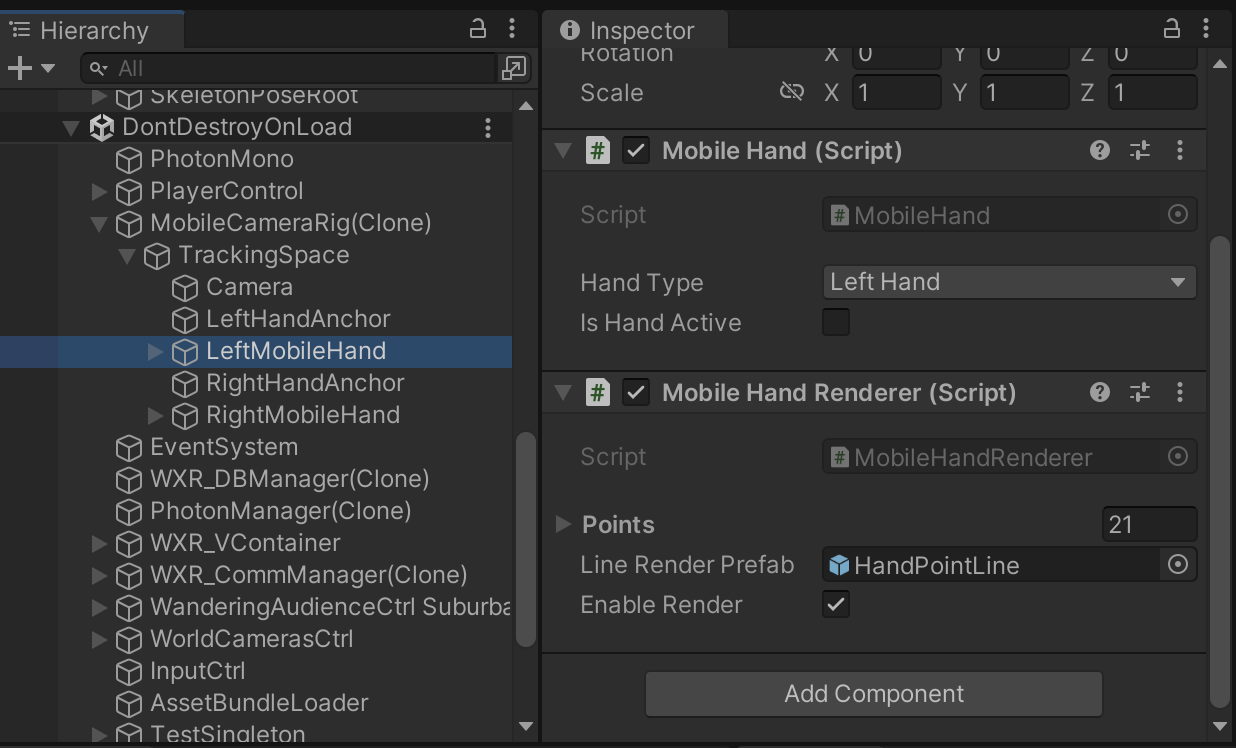 Hierarchy
All
SkeletonPoseRoot
DontDestroyOnLoad
PhotonMono
PlayerControl
MobileCameraRig(Clone)
TrackingSpace
Camera
LeftHandAnchor
LeftMobileHand
RightHandAnchor
RightMobileHand
EventSystem
WXR_DBManager(Clone)
PhotonManager(Clone)
WXR_VContainer
WXR_CommManager(Clone)
WanderingAudienceCtrl Suburba
WorldCamerasCtrl
InputCtrl
AssetBundleLoader
TestSingleton
Inspector
Rotation X 0 Y 0 Z 0
Scale X 1 Y 1 Z 1
# Mobile Hand (Script)
Script # MobileHand
Hand Type Left Hand
Is Hand Active
# Mobile Hand Renderer (Script)
Script # MobileHandRenderer
Points 21
Line Render Prefab HandPointLine
Enable Render
Add Component